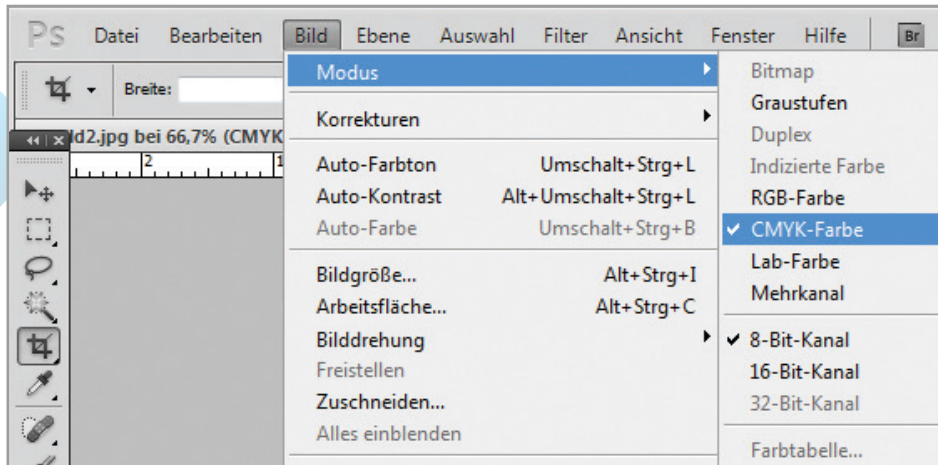 Ps Datei Bearbeiten Bild Ebene Auswahl Filter Ansicht Fenster Hilfe Br
Breite:
ld2.jpg bei 66,7% (CMYK
2 1
Modus
Korrekturen
Auto-Farbton Umschalt+Strg+L
Auto-Kontrast Alt+Umschalt+Strg+L
Auto-Farbe Umschalt+Strg+B
Bildgröße... Alt+Strg+I
Arbeitsfläche... Alt+Strg+C
Bilddrehung
Freistellen
Zuschneiden...
Alles einblenden
Bitmap
Graustufen
Duplex
Indizierte Farbe
RGB-Farbe
CMYK-Farbe
Lab-Farbe
Mehrkanal
8-Bit-Kanal
16-Bit-Kanal
32-Bit-Kanal
Farbtabelle...